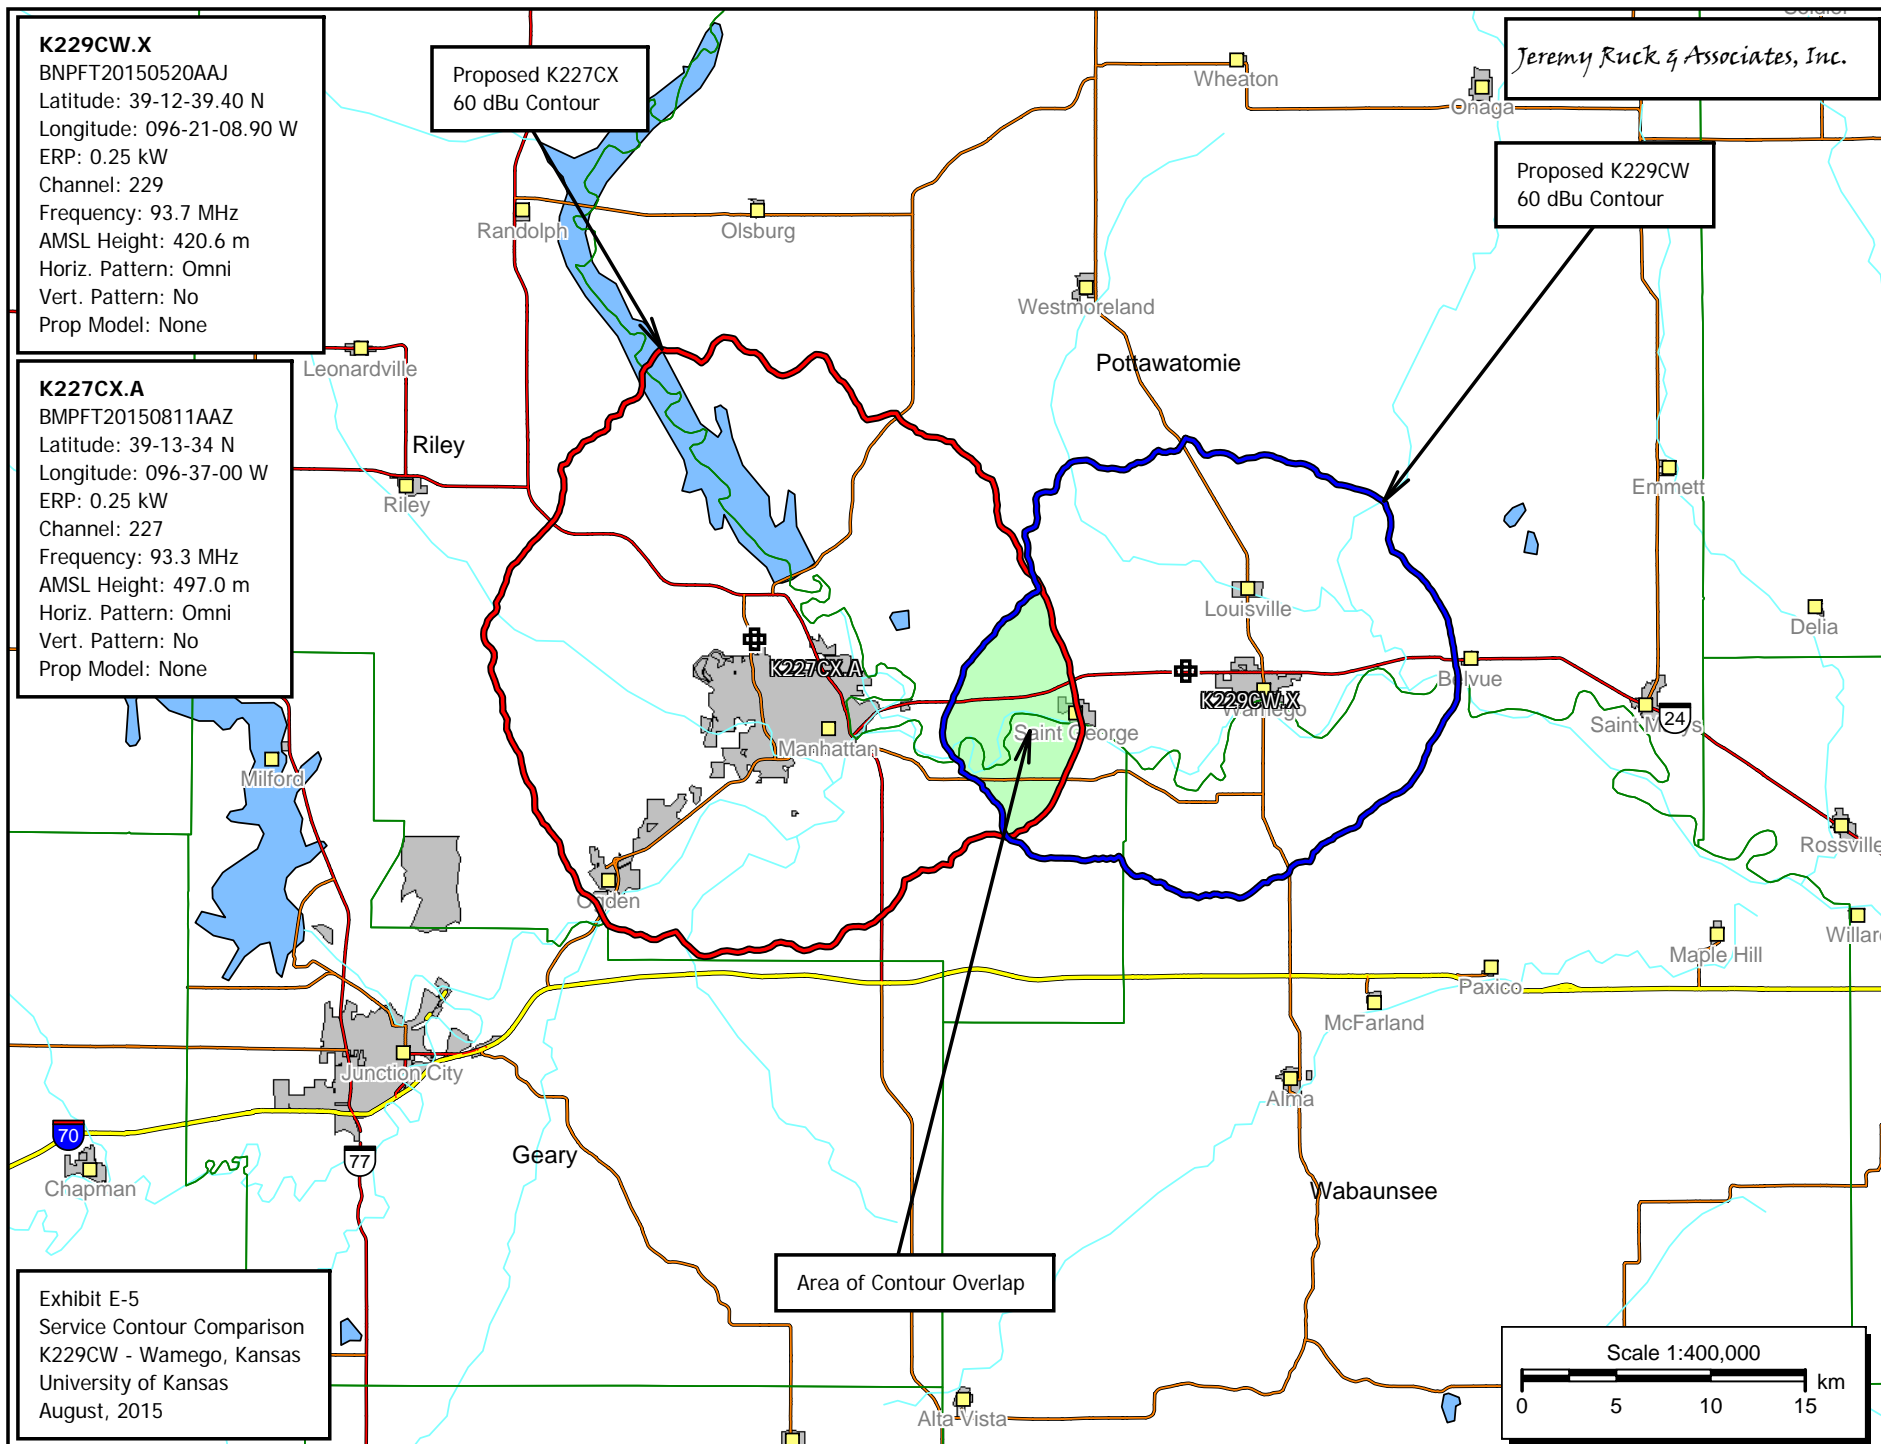 K229CW.X
BNPFT20150520AAJ
Latitude: 39-12-39.40 N
Longitude: 096-21-08.90 W
ERP: 0.25 kW
Channel: 229
Frequency: 93.7 MHz
AMSL Height: 420.6 m
Horiz. Pattern: Omni
Vert. Pattern: No
Prop Model: None
K227CX.A
BMPFT20150811AAZ
Latitude: 39-13-34 N
Longitude: 096-37-00 W
ERP: 0.25 kW
Channel: 227
Frequency: 93.3 MHz
AMSL Height: 497.0 m
Horiz. Pattern: Omni
Vert. Pattern: No
Prop Model: None
Proposed K227CX
60 dBu Contour
Jeremy Ruck & Associates, Inc.
Proposed K229CW
60 dBu Contour
Wheaton
Onaga
Randolph
Olsburg
Westmoreland
Pottawatomie
Leonardville
Riley
Riley
Emmett
Louisville
Delia
K227CX.A
K229CW.X
Wamego
Belvue
Saint Marys
24
Saint George
Manhattan
Milford
Rossville
Ogden
Maple Hill
Paxico
McFarland
Junction City
Alma
70
77
Chapman
Geary
Wabaunsee
Area of Contour Overlap
Alta Vista
Exhibit E-5
Service Contour Comparison
K229CW - Wamego, Kansas
University of Kansas
August, 2015
Scale 1:400,000
km
0 5 10 15